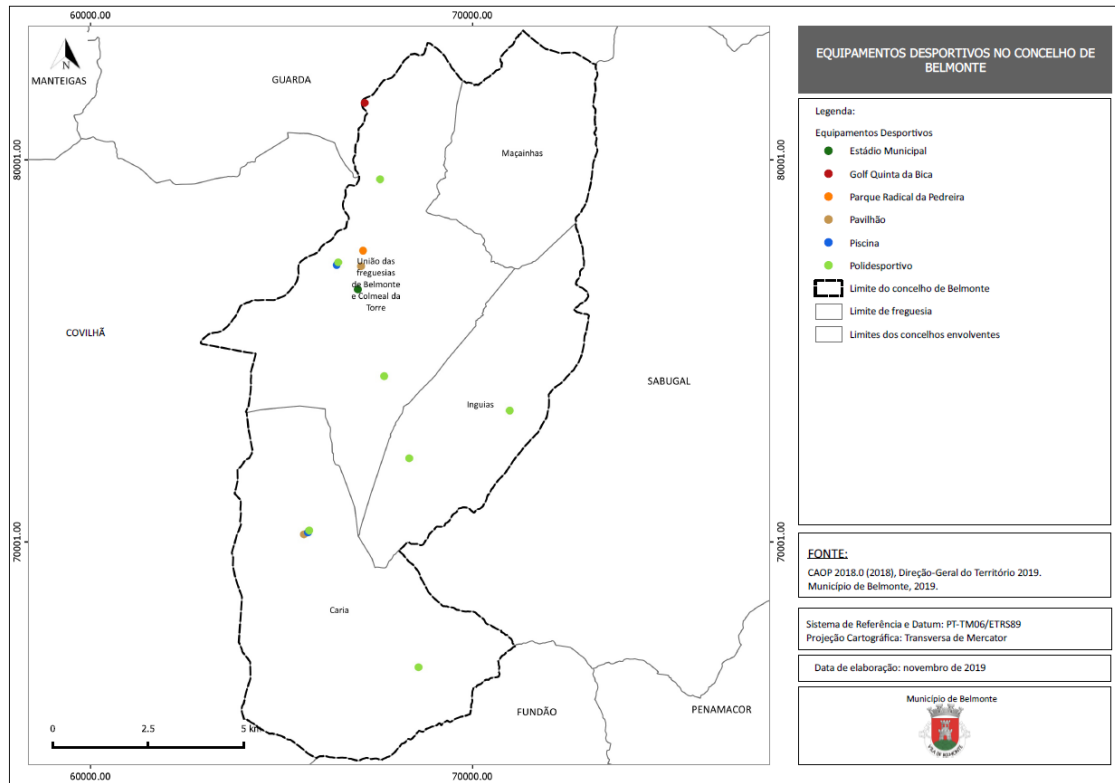 60000.00
70000.00
N
MANTEIGAS
GUARDA
80001.00
80001.00
Maçainhas
União das
freguesias
de Belmonte
e Colmeal da
Torre
COVILHÃ
SABUGAL
Inguias
70001.00
70001.00
Caria
FUNDÃO
PENAMACOR
0
2.5
5 km
60000.00
70000.00
EQUIPAMENTOS DESPORTIVOS NO CONCELHO DE
BELMONTE
Legenda:
Equipamentos Desportivos
Estádio Municipal
Golf Quinta da Bica
Parque Radical da Pedreira
Pavilhão
Piscina
Polidesportivo
Limite do concelho de Belmonte
Limite de freguesia
Limites dos concelhos envolventes
FONTE:
CAOP 2018.0 (2018), Direção-Geral do Território 2019.
Município de Belmonte, 2019.
Sistema de Referência e Datum: PT-TM06/ETRS89
Projeção Cartográfica: Transversa de Mercator
Data de elaboração: novembro de 2019
Município de Belmonte
VILA DE BELMONTE